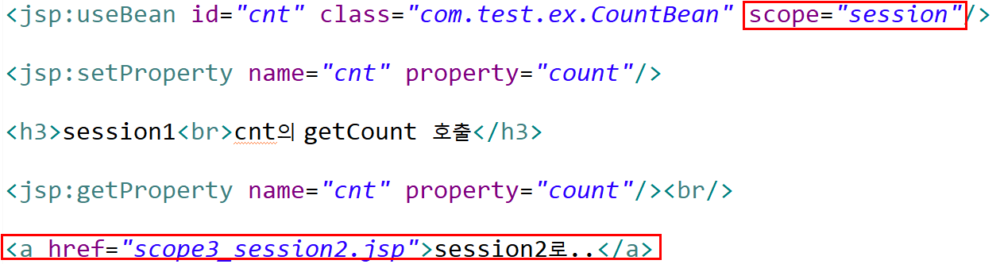 <jsp:useBean id="cnt" class="com.test.ex.CountBean" scope="session"/>
<jsp:setProperty name="cnt" property="count"/>
<h3>session1<br>cnt의 getCount 호출</h3>
<jsp:getProperty name="cnt" property="count"/><br/>
<a href="scope3_session2.jsp">session2로..</a>